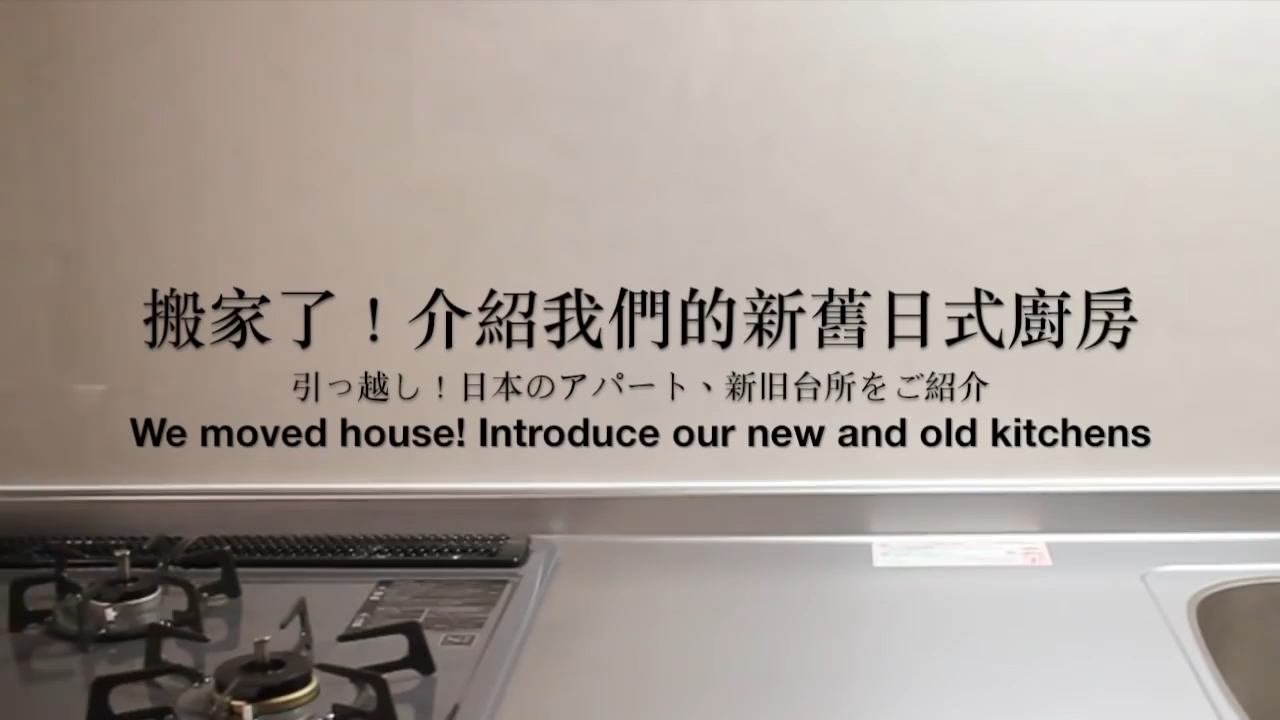 搬家了！介紹我們的新舊日式廚房
引っ越し！日本のアパート、新旧台所をご紹介
We moved house! Introduce our new and old kitchens